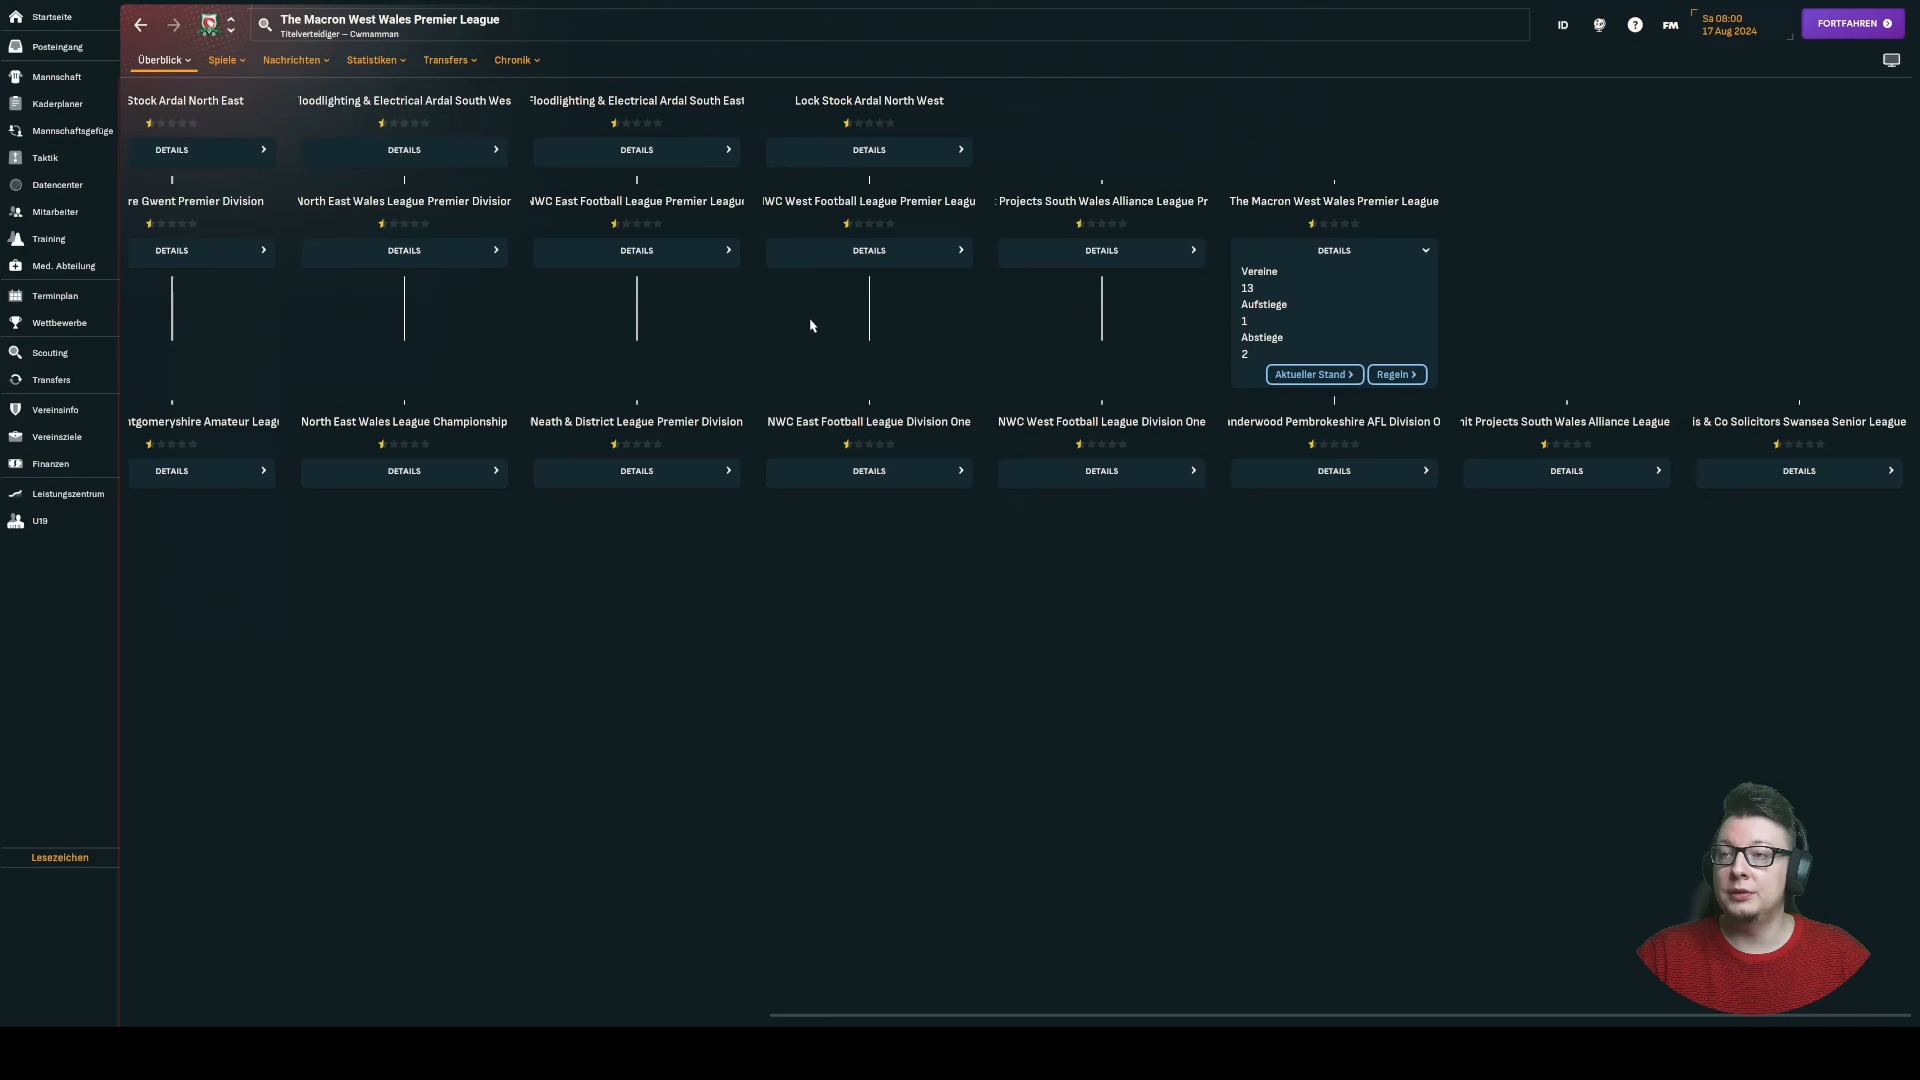 Startseite
Posteingang
Mannschaft
Kaderplaner
Mannschaftsgefüge
Taktik
Datencenter
Mitarbeiter
Training
Med. Abteilung
Terminplan
Wettbewerbe
Scouting
Transfers
Vereinsinfo
Vereinsziele
Finanzen
Leistungszentrum
U19
Lesezeichen
The Macron West Wales Premier League
Titelverteidiger – Cwmamman
ID
?
FM
Sa 08:00
17 Aug 2024
FORTFAHREN
Überblick Spiele Nachrichten Statistiken Transfers Chronik
Stock Ardal North East
loodlighting & Electrical Ardal South Wes
Floodlighting & Electrical Ardal South East
Lock Stock Ardal North West
DETAILS DETAILS DETAILS DETAILS
re Gwent Premier Division
North East Wales League Premier Division
NWC East Football League Premier League
NWC West Football League Premier Leagu
t Projects South Wales Alliance League Pr
The Macron West Wales Premier League
DETAILS DETAILS DETAILS DETAILS DETAILS DETAILS
Vereine
13
Aufstiege
1
Abstiege
2
Aktueller Stand
Regeln
ntgomeryshire Amateur Leagu
North East Wales League Championship
Neath & District League Premier Division
NWC East Football League Division One
NWC West Football League Division One
underwood Pembrokeshire AFL Division O
nit Projects South Wales Alliance League
is & Co Solicitors Swansea Senior League
DETAILS DETAILS DETAILS DETAILS DETAILS DETAILS DETAILS DETAILS